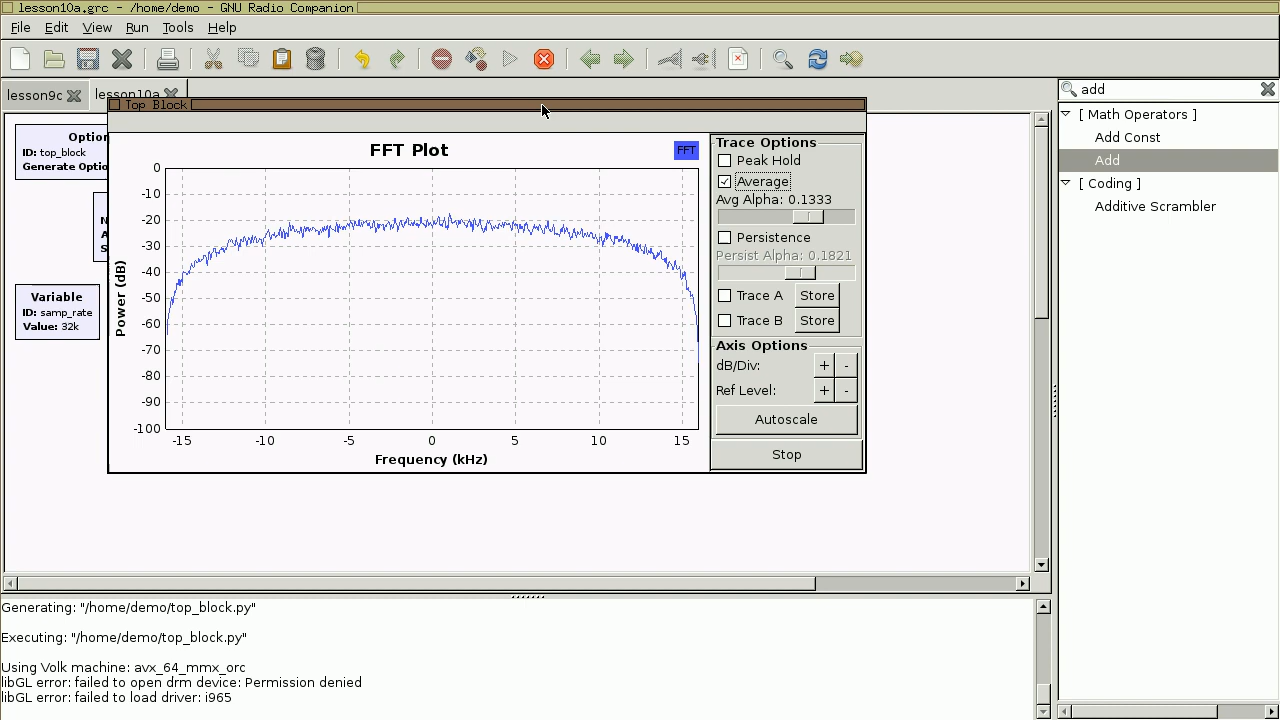 lesson10a.grc - /home/demo - GNU Radio Companion
File Edit View Run Tools Help
lesson9c lesson10a
add
[ Math Operators ]
Add Const
Add
[ Coding ]
Additive Scrambler
ID: top_block
Variable
ID: samp_rate
Value: 32k
Top Block
FFT Plot
FFT
Power (dB)
0
-10
-20
-30
-40
-50
-60
-70
-80
-90
-100
-15 -10 -5 0 5 10 15
Frequency (kHz)
Trace Options
Peak Hold
Average
Avg Alpha: 0.1333
Persistence
Persist Alpha: 0.1821
Trace A Store
Trace B Store
Axis Options
dB/Div: + -
Ref Level: + -
Autoscale
Stop
Generating: "/home/demo/top_block.py"
Executing: "/home/demo/top_block.py"
Using Volk machine: avx_64_mmx_orc
libGL error: failed to open drm device: Permission denied
libGL error: failed to load driver: i965